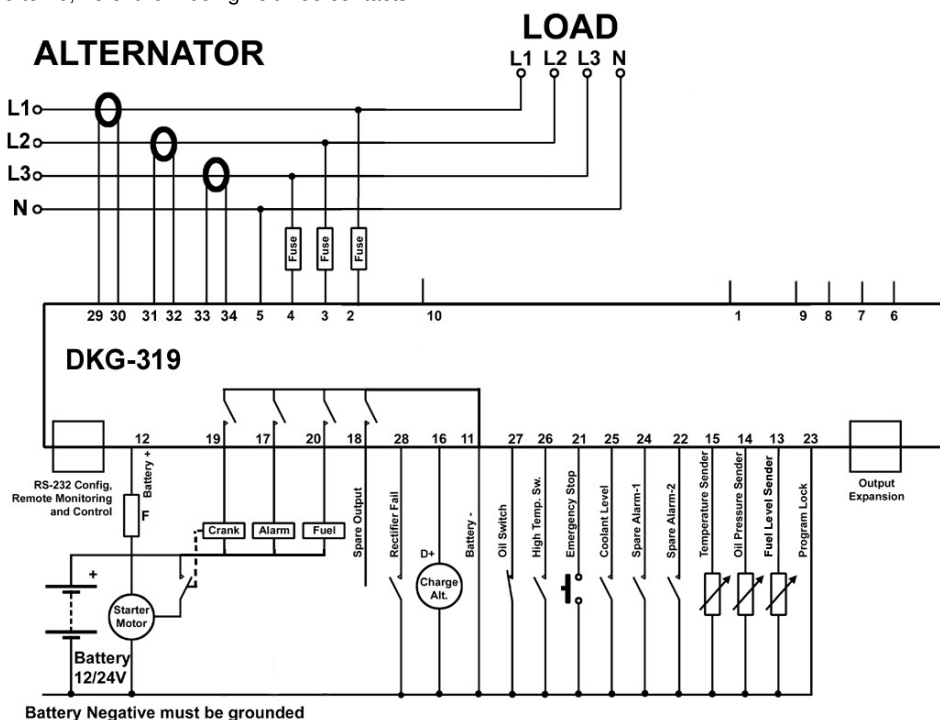 LOAD
ALTERNATOR
L1 L2 L3 N
L1
L2
L3
N
Fuse Fuse Fuse
29 30 31 32 33 34 5 4 3 2 10 1 9 8 7 6
DKG-319
12 19 17 20 18 28 16 11 27 26 21 25 24 22 15 14 13 23
RS-232 Config,
Remote Monitoring
and Control
Battery +
F
Crank Alarm Fuel
Spare Output
Rectifier Fail
D+
Charge
Alt.
Battery -
Oil Switch
High Temp. Sw.
Emergency Stop
Coolant Level
Spare Alarm-1
Spare Alarm-2
Temperature Sender
Oil Pressure Sender
Fuel Level Sender
Program Lock
Output
Expansion
+
Starter
Motor
Battery
12/24V
Battery Negative must be grounded